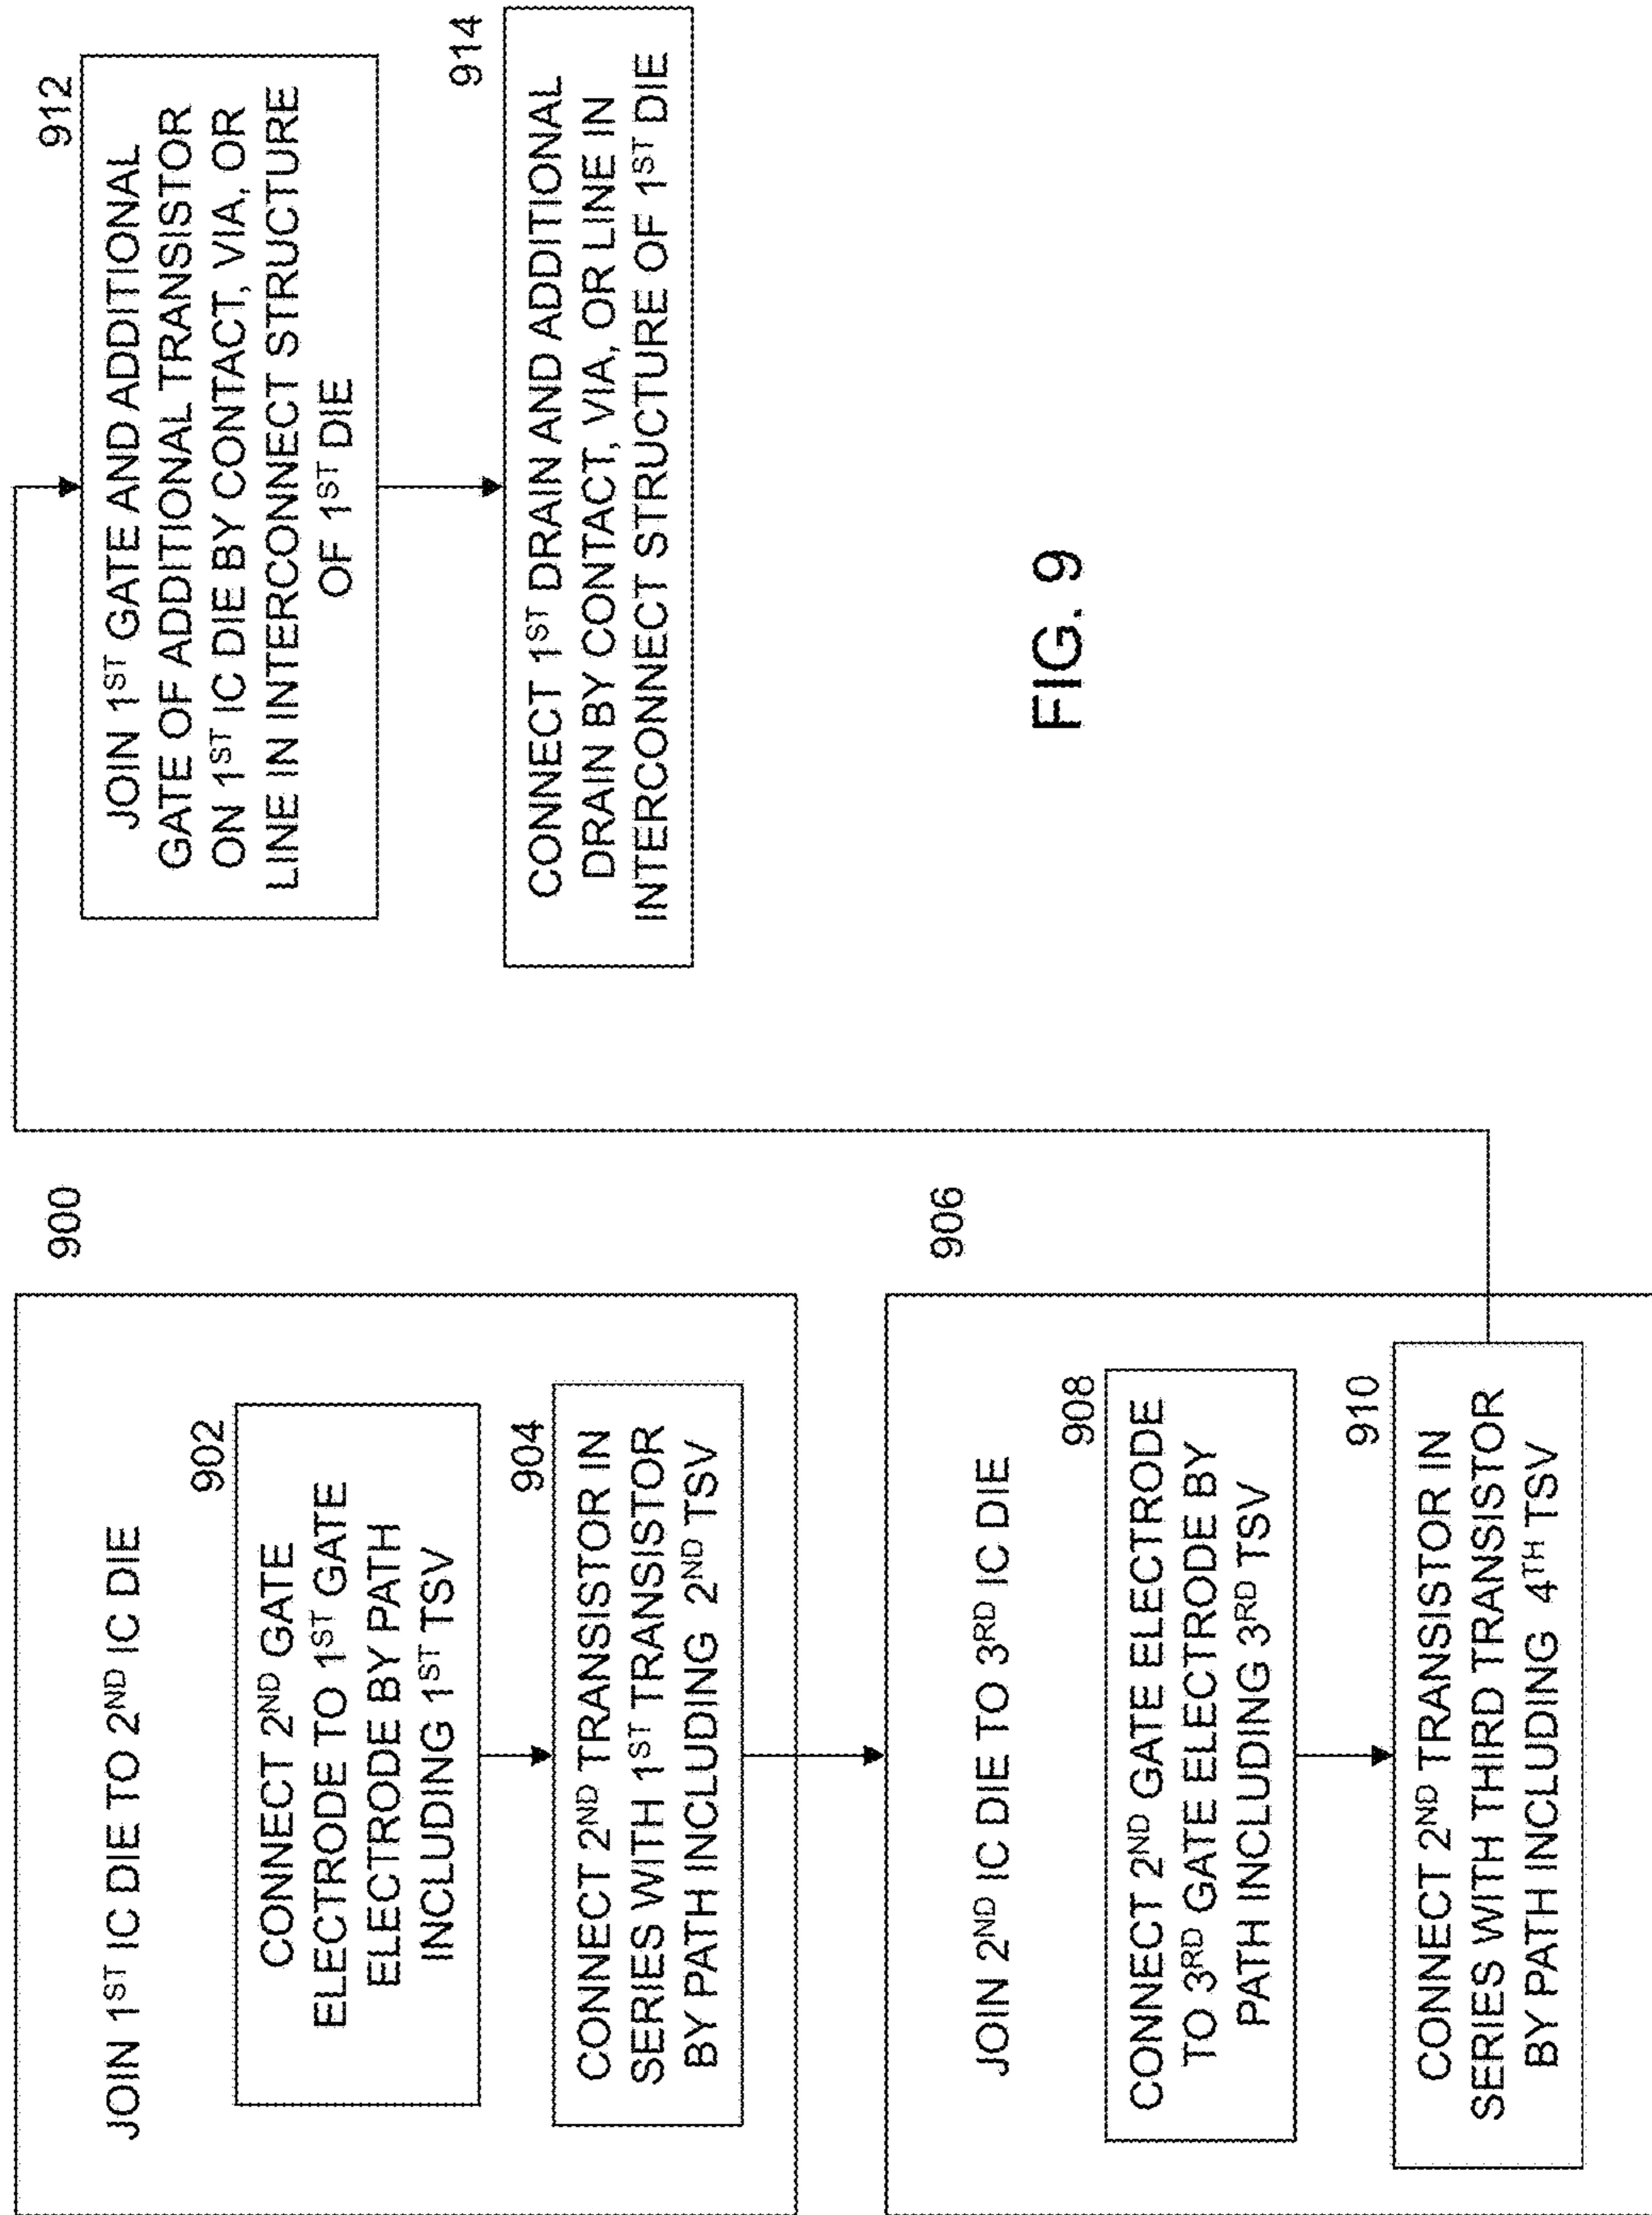 900
JOIN 1ST IC DIE TO 2ND IC DIE
902
CONNECT 2ND GATE
ELECTRODE TO 1ST GATE
ELECTRODE BY PATH
INCLUDING 1ST TSV
904
CONNECT 2ND TRANSISTOR IN
SERIES WITH 1ST TRANSISTOR
BY PATH INCLUDING 2ND TSV
906
JOIN 2ND IC DIE TO 3RD IC DIE
908
CONNECT 2ND GATE ELECTRODE
TO 3RD GATE ELECTRODE BY
PATH INCLUDING 3RD TSV
910
CONNECT 2ND TRANSISTOR IN
SERIES WITH THIRD TRANSISTOR
BY PATH INCLUDING 4TH TSV
912
JOIN 1ST GATE AND ADDITIONAL
GATE OF ADDITIONAL TRANSISTOR
ON 1ST IC DIE BY CONTACT, VIA, OR
LINE IN INTERCONNECT STRUCTURE
OF 1ST DIE
914
CONNECT 1ST DRAIN AND ADDITIONAL
DRAIN BY CONTACT, VIA, OR LINE IN
INTERCONNECT STRUCTURE OF 1ST DIE
FIG. 9